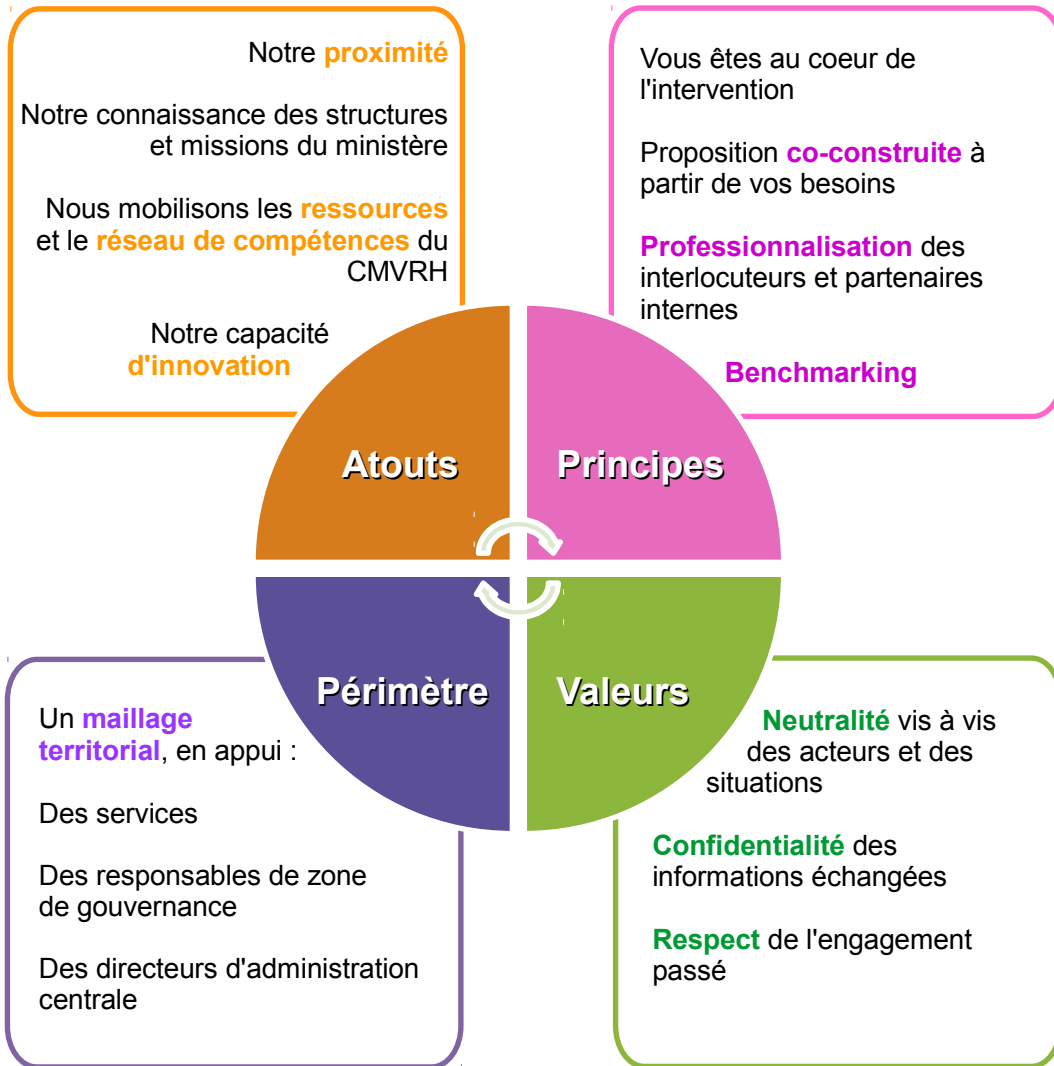 Notre proximité
Notre connaissance des structures
et missions du ministère
Nous mobilisons les ressources
et le réseau de compétences du
CMVRH
Notre capacité
d'innovation
Vous êtes au coeur de
l'intervention
Proposition co-construite à
partir de vos besoins
Professionnalisation des
interlocuteurs et partenaires
internes
Benchmarking
Atouts
Principes
Périmètre
Valeurs
Un maillage
territorial, en appui :
Des services
Des responsables de zone
de gouvernance
Des directeurs d'administration
centrale
Neutralité vis à vis
des acteurs et des
situations
Confidentialité des
informations échangées
Respect de l'engagement
passé